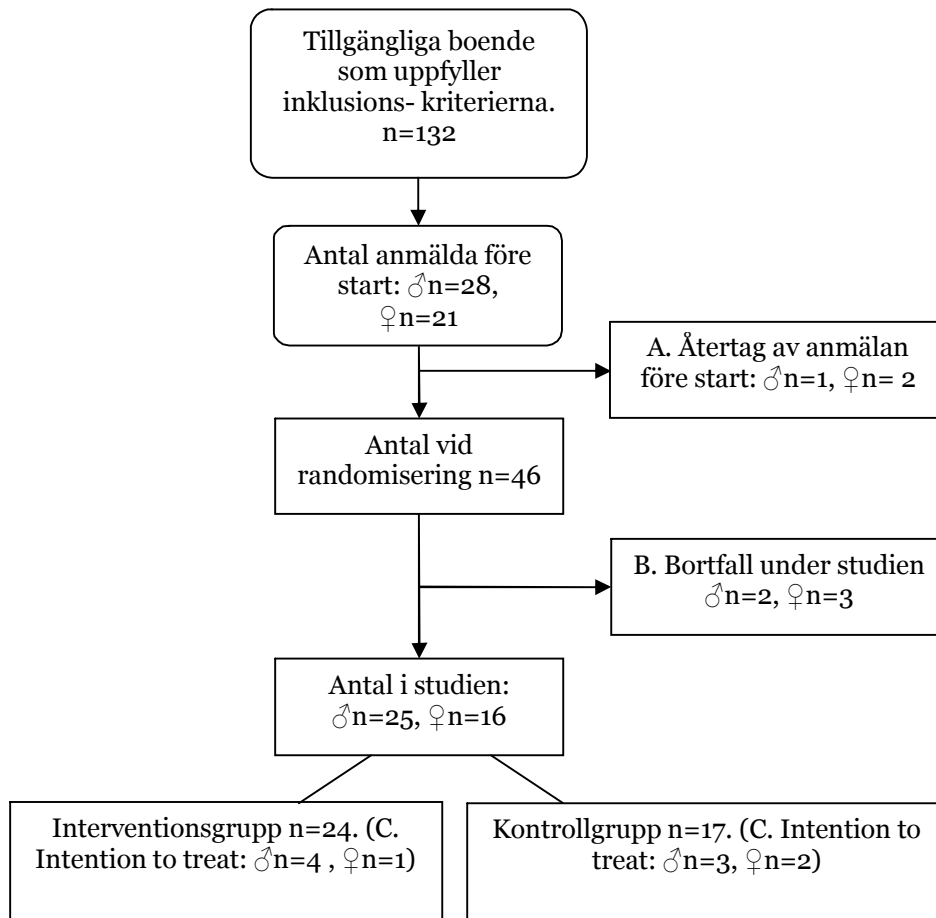 Tillgängliga boende
som uppfyller
inklusions- kriterierna.
n=132
Antal anmälda före
start: ♂n=28,
♀n=21
A. Återtag av anmälan
före start: ♂n=1, ♀n= 2
Antal vid
randomisering n=46
B. Bortfall under studien
♂n=2, ♀n=3
Antal i studien:
♂n=25, ♀n=16
Interventionsgrupp n=24. (C.
Intention to treat: ♂n=4 , ♀n=1)
Kontrollgrupp n=17. (C. Intention to
treat: ♂n=3, ♀n=2)